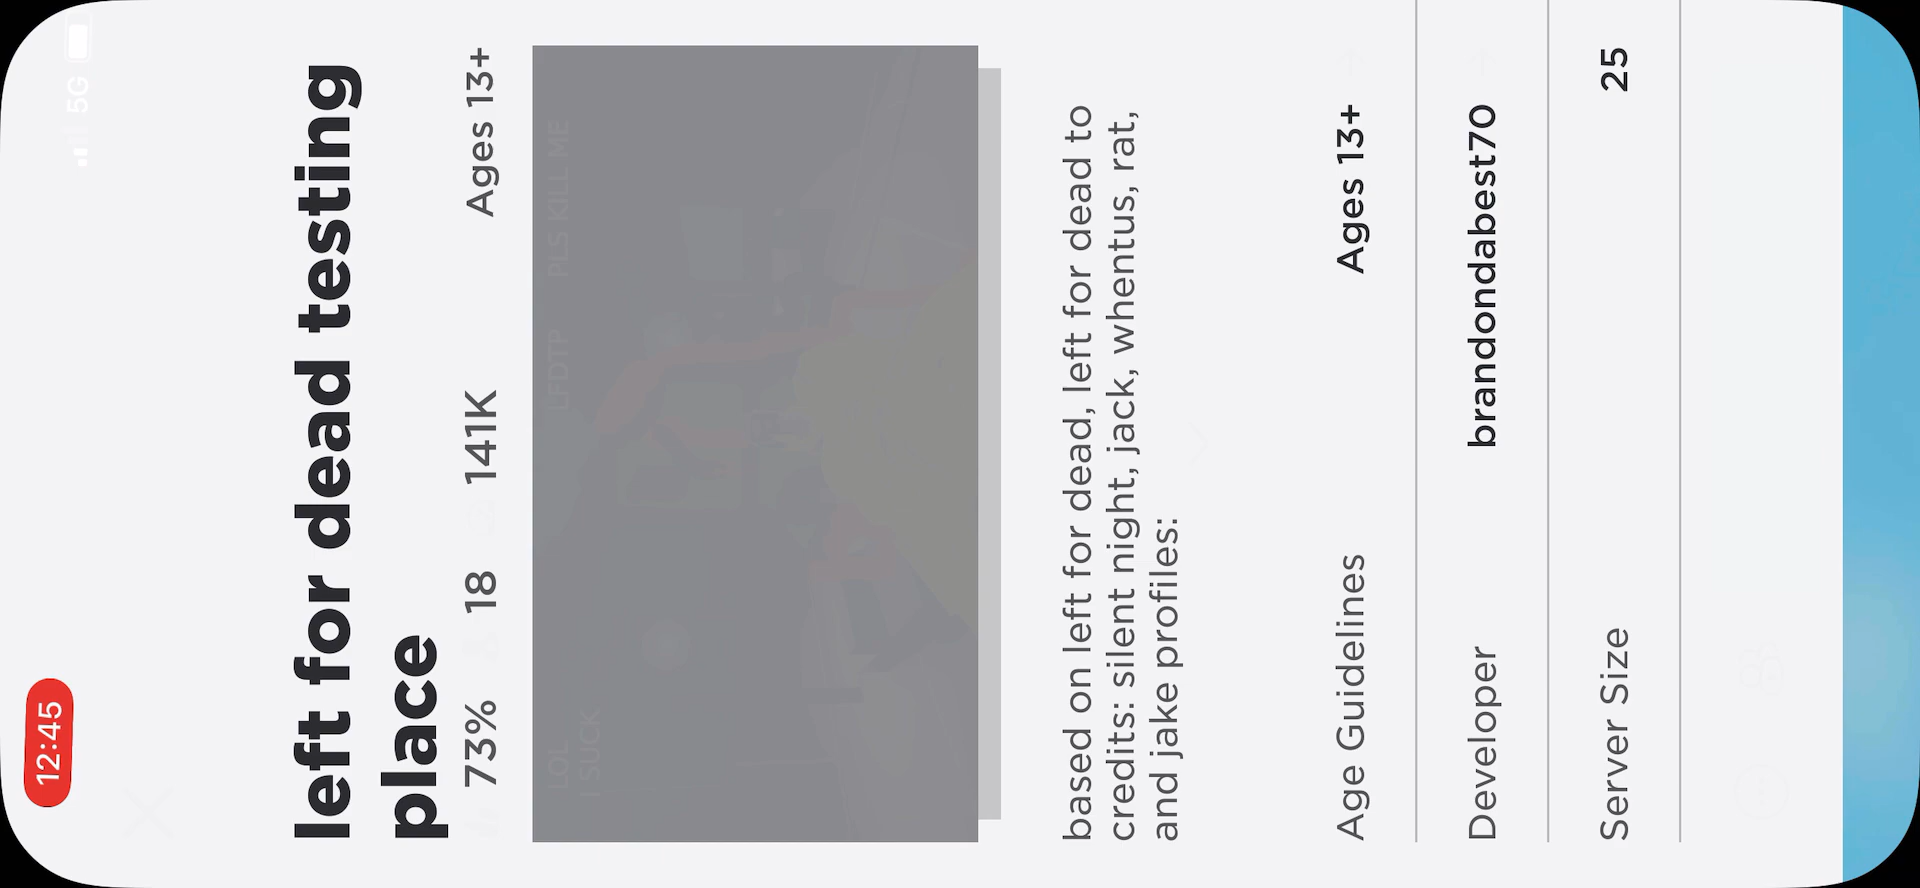 12:45
5G
left for dead testing
place
73% 18 141K Ages 13+
LOL
I SUCK
LFDTP
PLS KILL ME
based on left for dead, left for dead to
credits: silent night, jack, whentus, rat,
and jake profiles:
Age Guidelines Ages 13+
Developer brandondabest70
Server Size 25